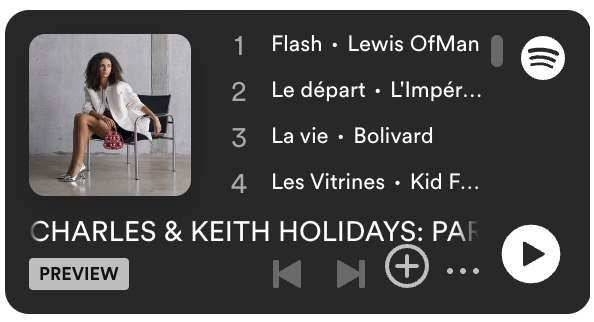 1 Flash • Lewis OfMan
2 Le départ • L'Impér...
3 La vie • Bolivard
4 Les Vitrines • Kid F...
CHARLES & KEITH HOLIDAYS: PAR
PREVIEW